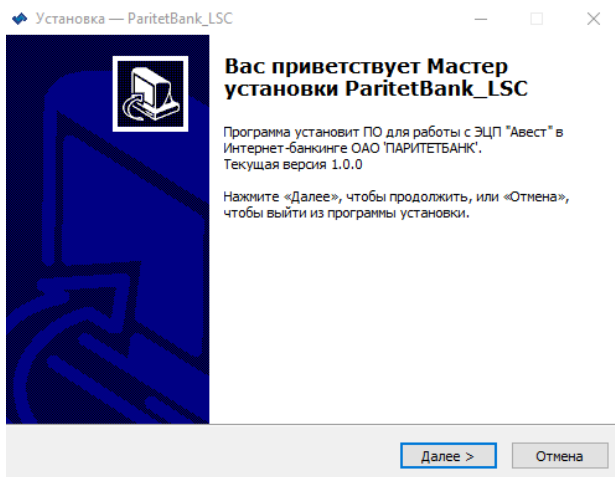 Установка — ParitetBank_LSC
Вас приветствует Мастер
установки ParitetBank_LSC
Программа установит ПО для работы с ЭЦП "Авест" в
Интернет-банкинге ОАО 'ПАРИТЕТБАНК'.
Текущая версия 1.0.0
Нажмите «Далее», чтобы продолжить, или «Отмена»,
чтобы выйти из программы установки.
Далее >
Отмена